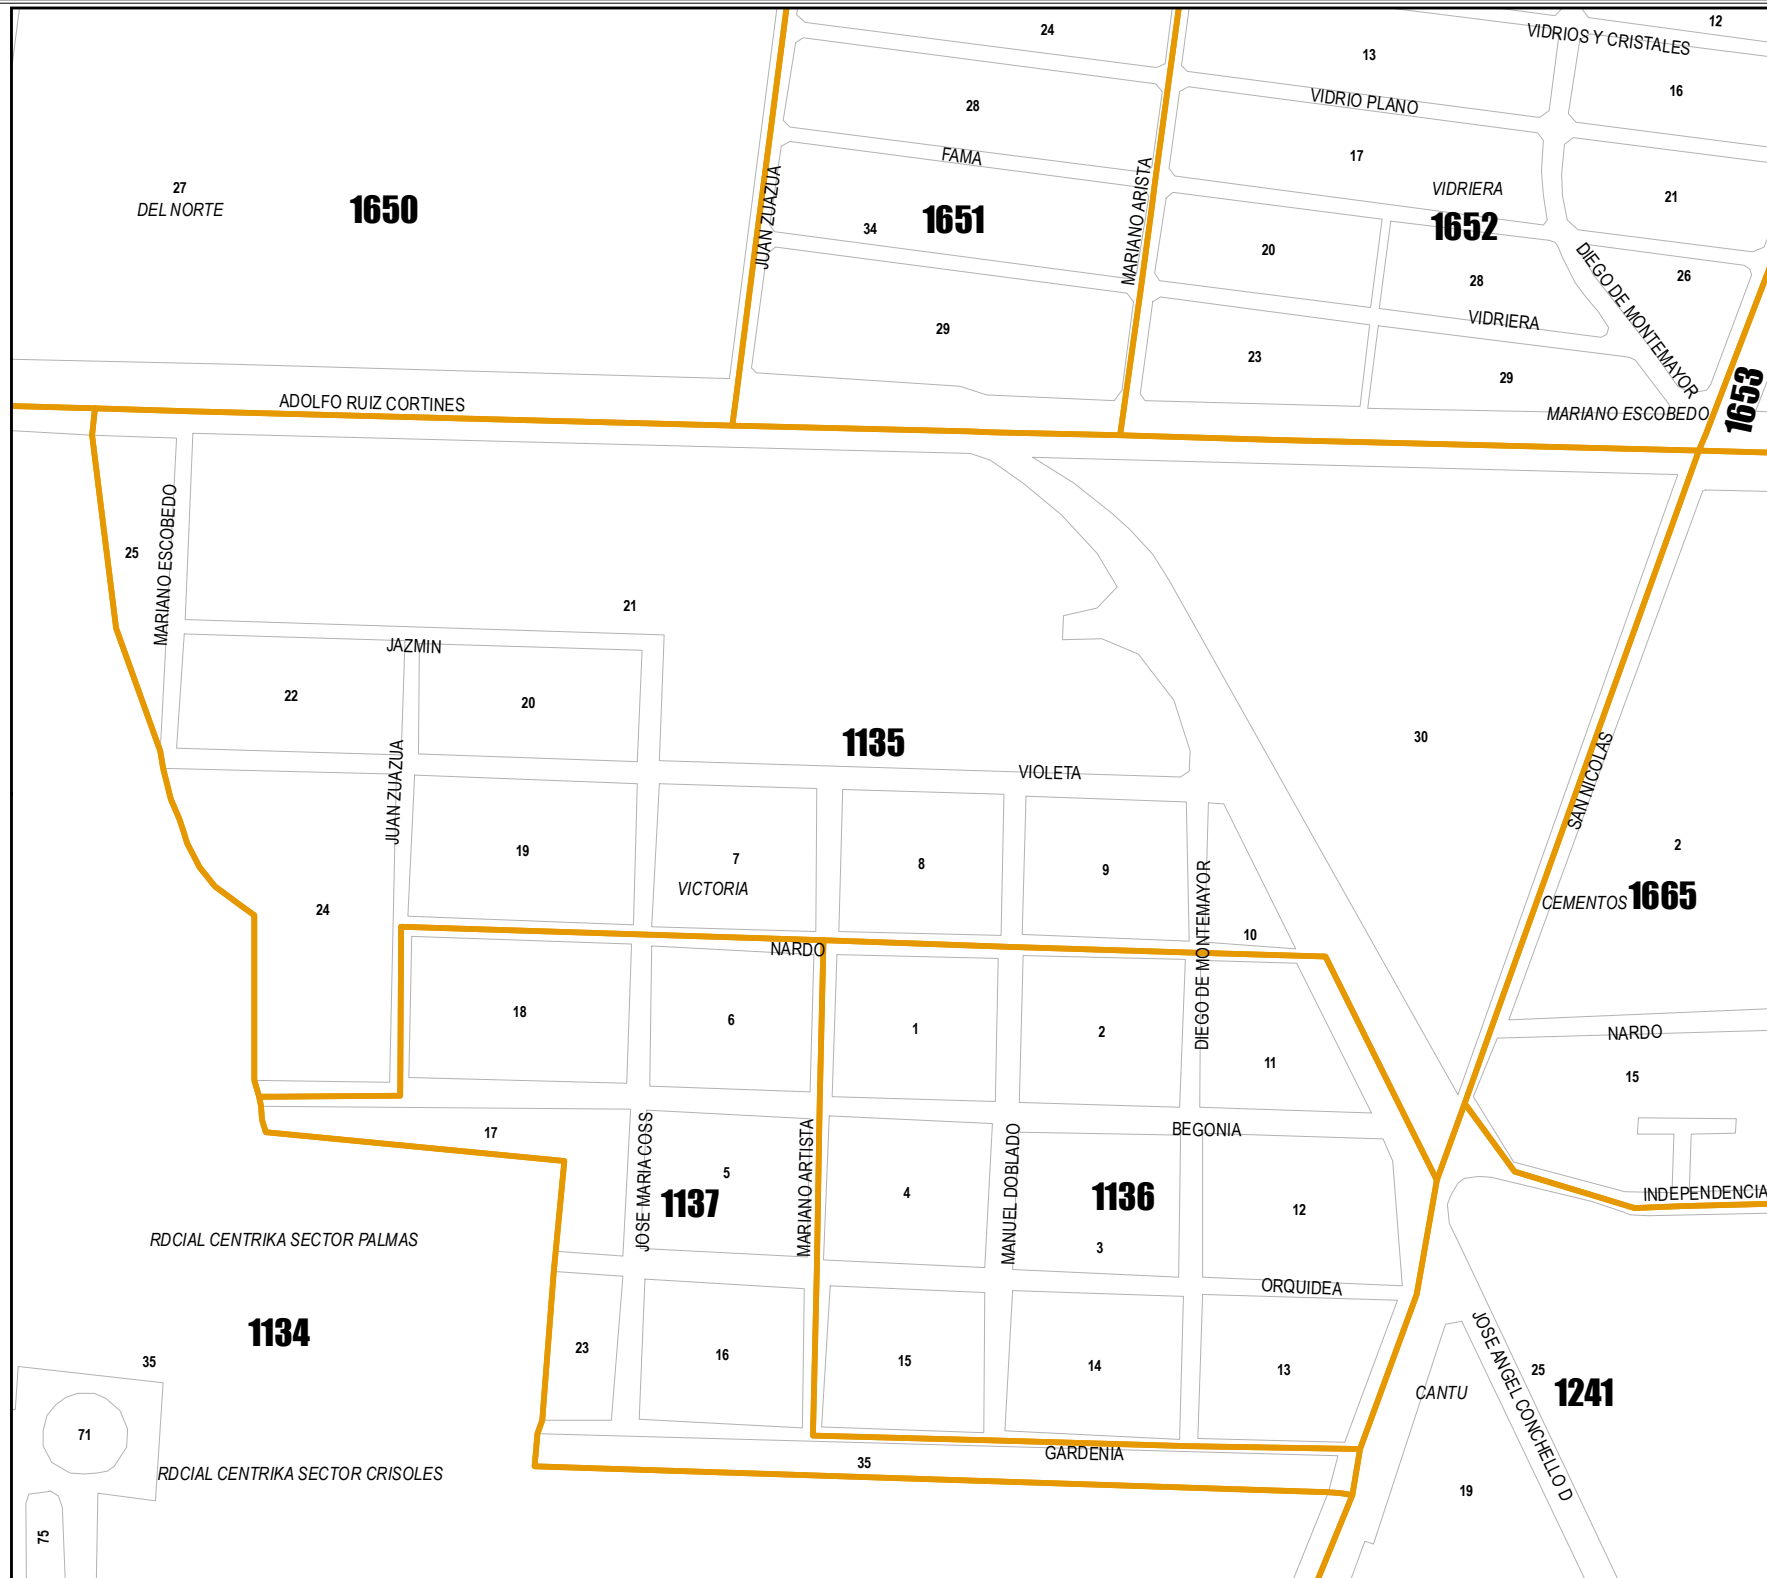 12
24
VIDRIOS Y CRISTALES
13
16
28
VIDRIO PLANO
FAMA
17
27
DEL NORTE
1650
JUAN ZUAZUA
34
1651
MARIANO ARISTA
VIDRIERA
1652
21
20
28
DIEGO DE MONTEMAYOR
26
VIDRIERA
29
23
29
1653
ADOLFO RUIZ CORTINES
MARIANO ESCOBEDO
25
MARIANO ESCOBEDO
21
JAZMIN
22
20
1135
30
SAN NICOLAS
JUAN ZUAZUA
VIOLETA
19
7
VICTORIA
8
9
DIEGO DE MONTEMAYOR
2
CEMENTOS
1665
24
10
NARDO
18
6
1
2
11
NARDO
15
17
JOSE MARIA COSS
5
1137
MARIANO ARTISTA
4
MANUEL DOBLADO
BEGONIA
1136
3
12
INDEPENDENCIA
RDCIAL CENTRIKA SECTOR PALMAS
ORQUIDEA
1134
35
23
16
15
14
13
CANTU
JOSE ANGEL CONCHELLO D
25
1241
71
RDCIAL CENTRIKA SECTOR CRISOLES
35
GARDENIA
19
75